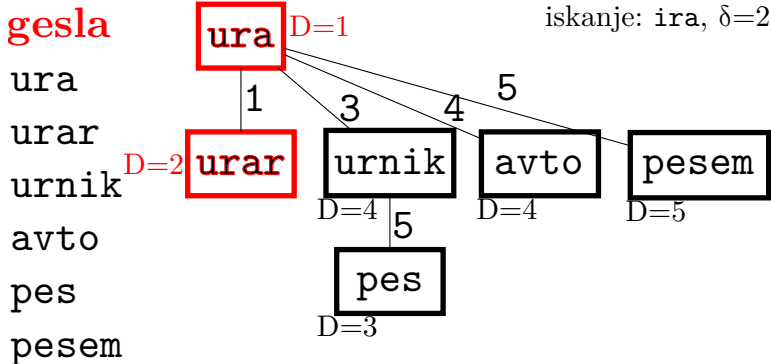 gesla
ura
urar
urnik
avto
pes
pesem
iskanje: ira, δ=2
ura D=1
1 3 4 5
D=2 urar urnik avto pesem
D=4 D=4 D=5
5
pes
D=3